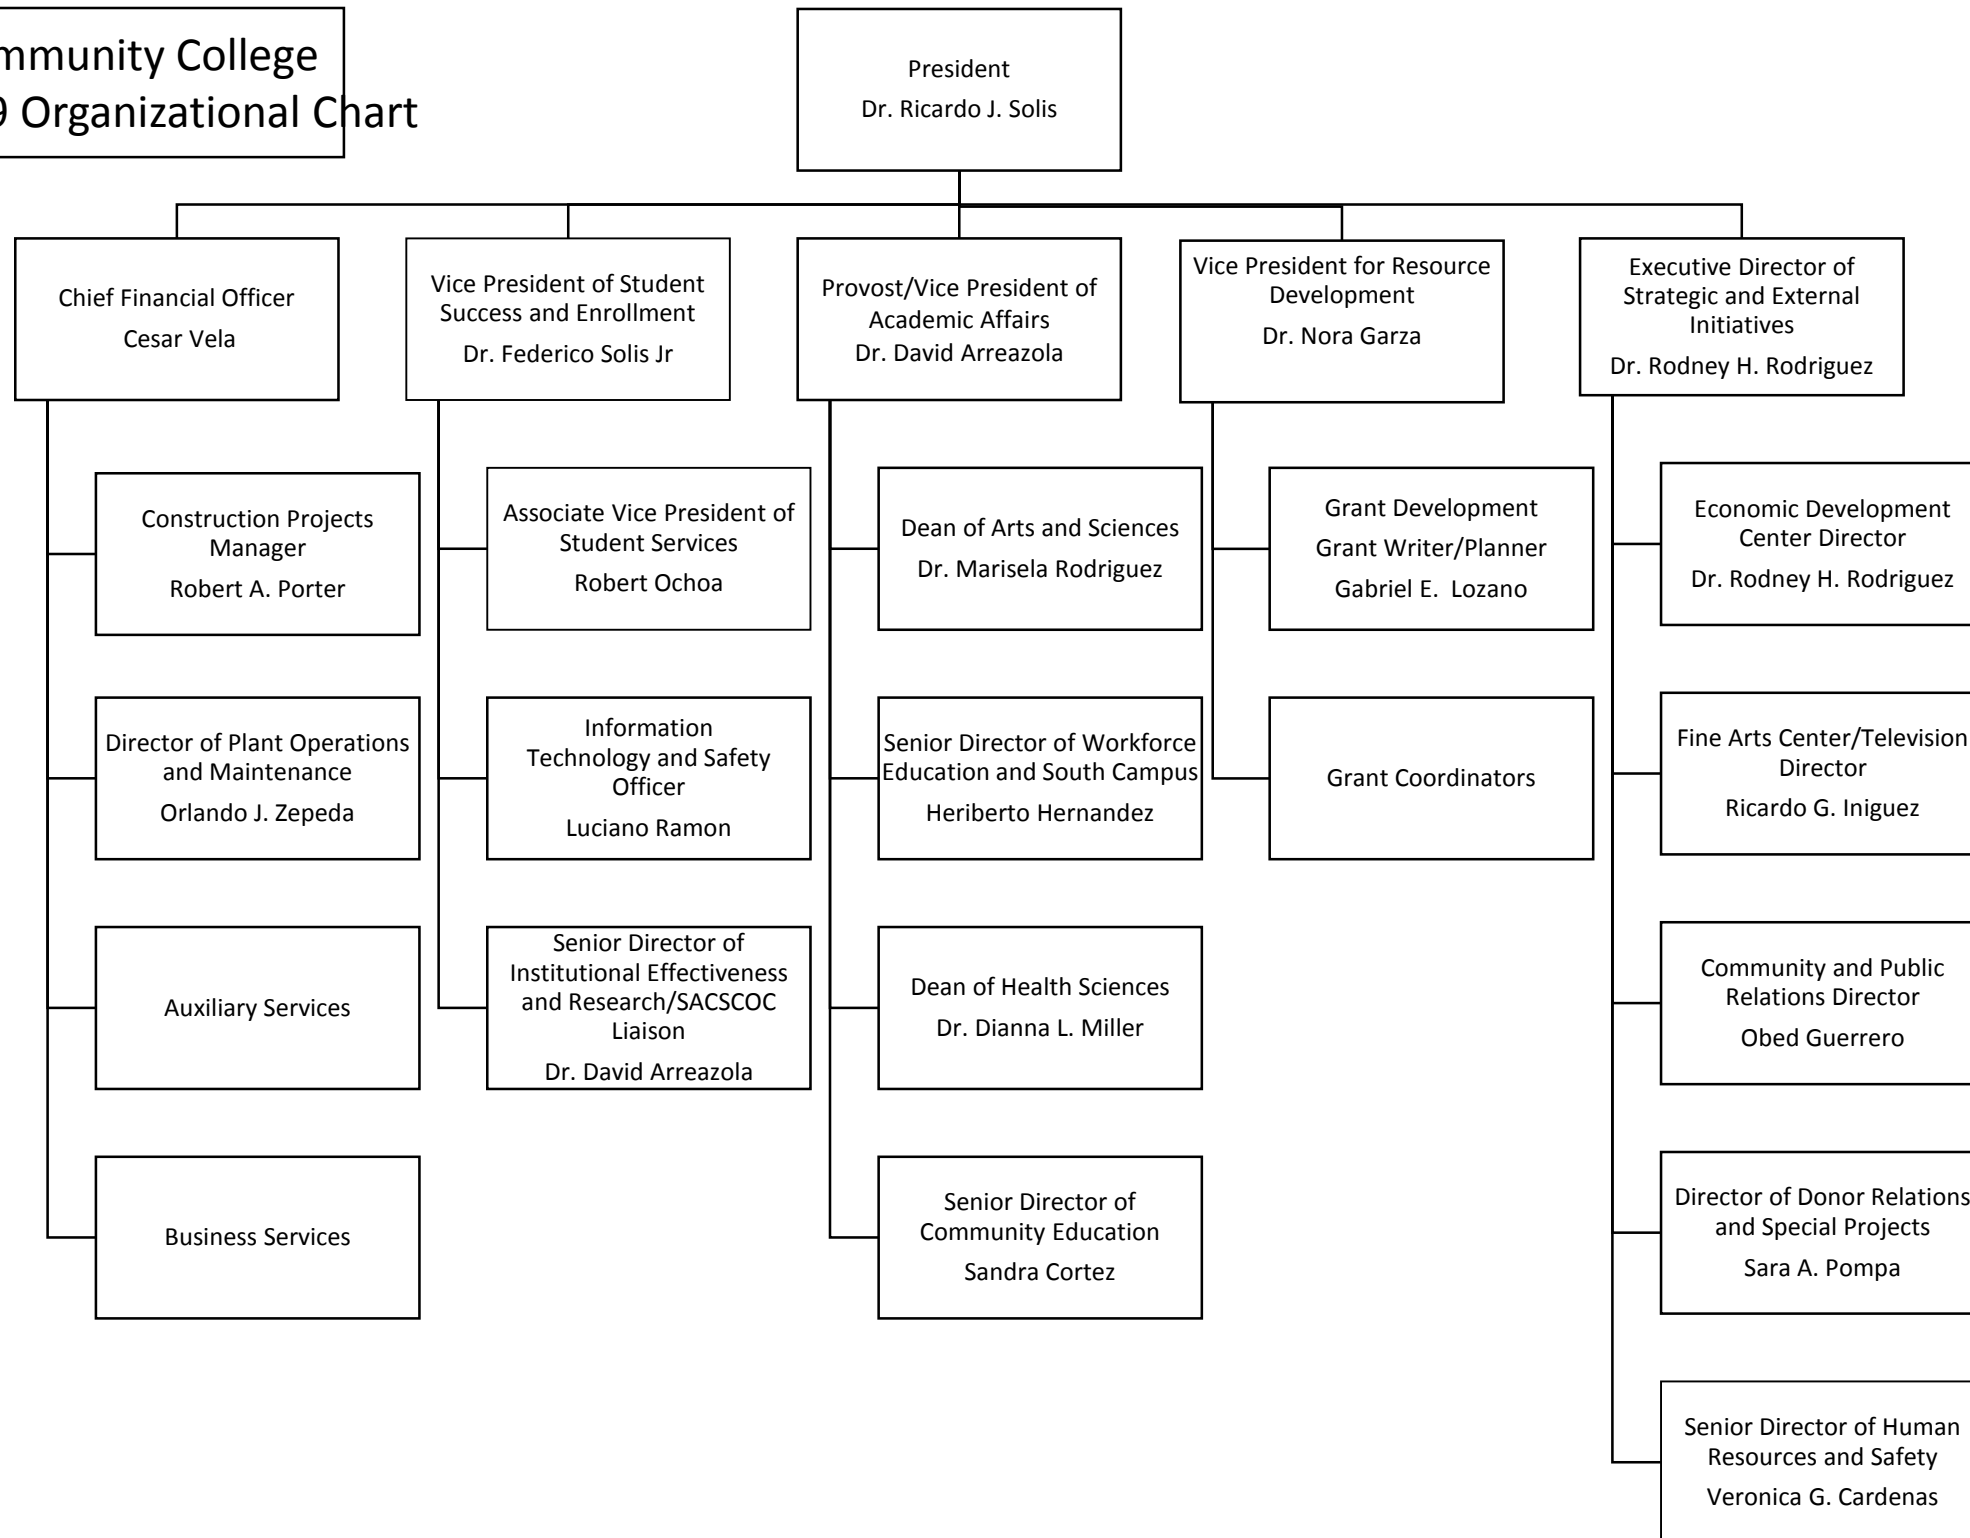 mmunity College
9 Organizational Chart
President
Dr. Ricardo J. Solis
Chief Financial Officer
Cesar Vela
Vice President of Student
Success and Enrollment
Dr. Federico Solis Jr
Provost/Vice President of
Academic Affairs
Dr. David Arreazola
Vice President for Resource
Development
Dr. Nora Garza
Executive Director of
Strategic and External
Initiatives
Dr. Rodney H. Rodriguez
Construction Projects
Manager
Robert A. Porter
Director of Plant Operations
and Maintenance
Orlando J. Zepeda
Auxiliary Services
Business Services
Associate Vice President of
Student Services
Robert Ochoa
Information
Technology and Safety
Officer
Luciano Ramon
Senior Director of
Institutional Effectiveness
and Research/SACSCOC
Liaison
Dr. David Arreazola
Dean of Arts and Sciences
Dr. Marisela Rodriguez
Senior Director of Workforce
Education and South Campus
Heriberto Hernandez
Dean of Health Sciences
Dr. Dianna L. Miller
Senior Director of
Community Education
Sandra Cortez
Grant Development
Grant Writer/Planner
Gabriel E. Lozano
Grant Coordinators
Economic Development
Center Director
Dr. Rodney H. Rodriguez
Fine Arts Center/Television
Director
Ricardo G. Iniguez
Community and Public
Relations Director
Obed Guerrero
Director of Donor Relations
and Special Projects
Sara A. Pompa
Senior Director of Human
Resources and Safety
Veronica G. Cardenas